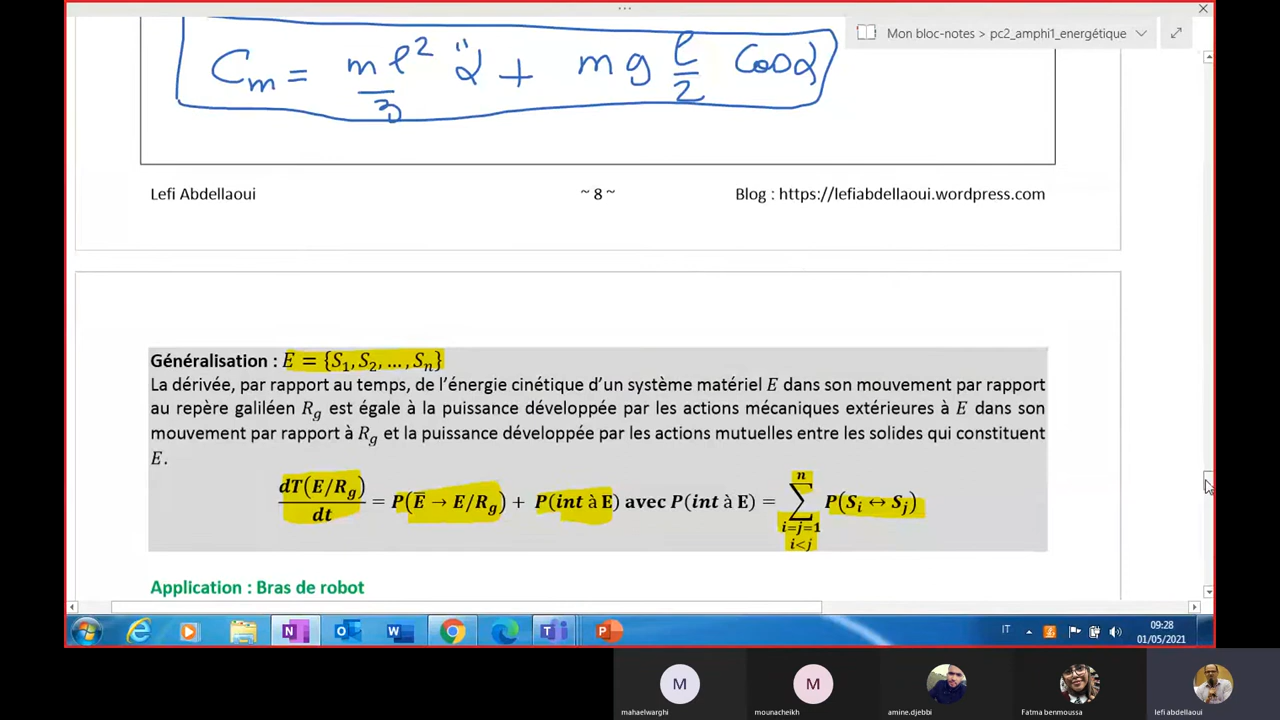 Mon bloc-notes > pc2_amphi1_energétique
Cm = ml²/3 α̈ + mg l/2 Cosα
Lefi Abdellaoui ~ 8 ~ Blog : https://lefiabdellaoui.wordpress.com
Généralisation : E = {S₁, S₂, …, Sₙ}
La dérivée, par rapport au temps, de l’énergie cinétique d’un système matériel E dans son mouvement par rapport
au repère galiléen Rg est égale à la puissance développée par les actions mécaniques extérieures à E dans son
mouvement par rapport à Rg et la puissance développée par les actions mutuelles entre les solides qui constituent
E.
dT(E/Rg)/dt = P(Ē → E/Rg) + P(int à E) avec P(int à E) = ∑ n i=j=1 i<j P(Sᵢ ↔ Sⱼ)
Application : Bras de robot
IT
09:28
01/05/2021
M M
mahaelwarghi mounacheikh amine.djebbi Fatma benmoussa lefi abdellaoui